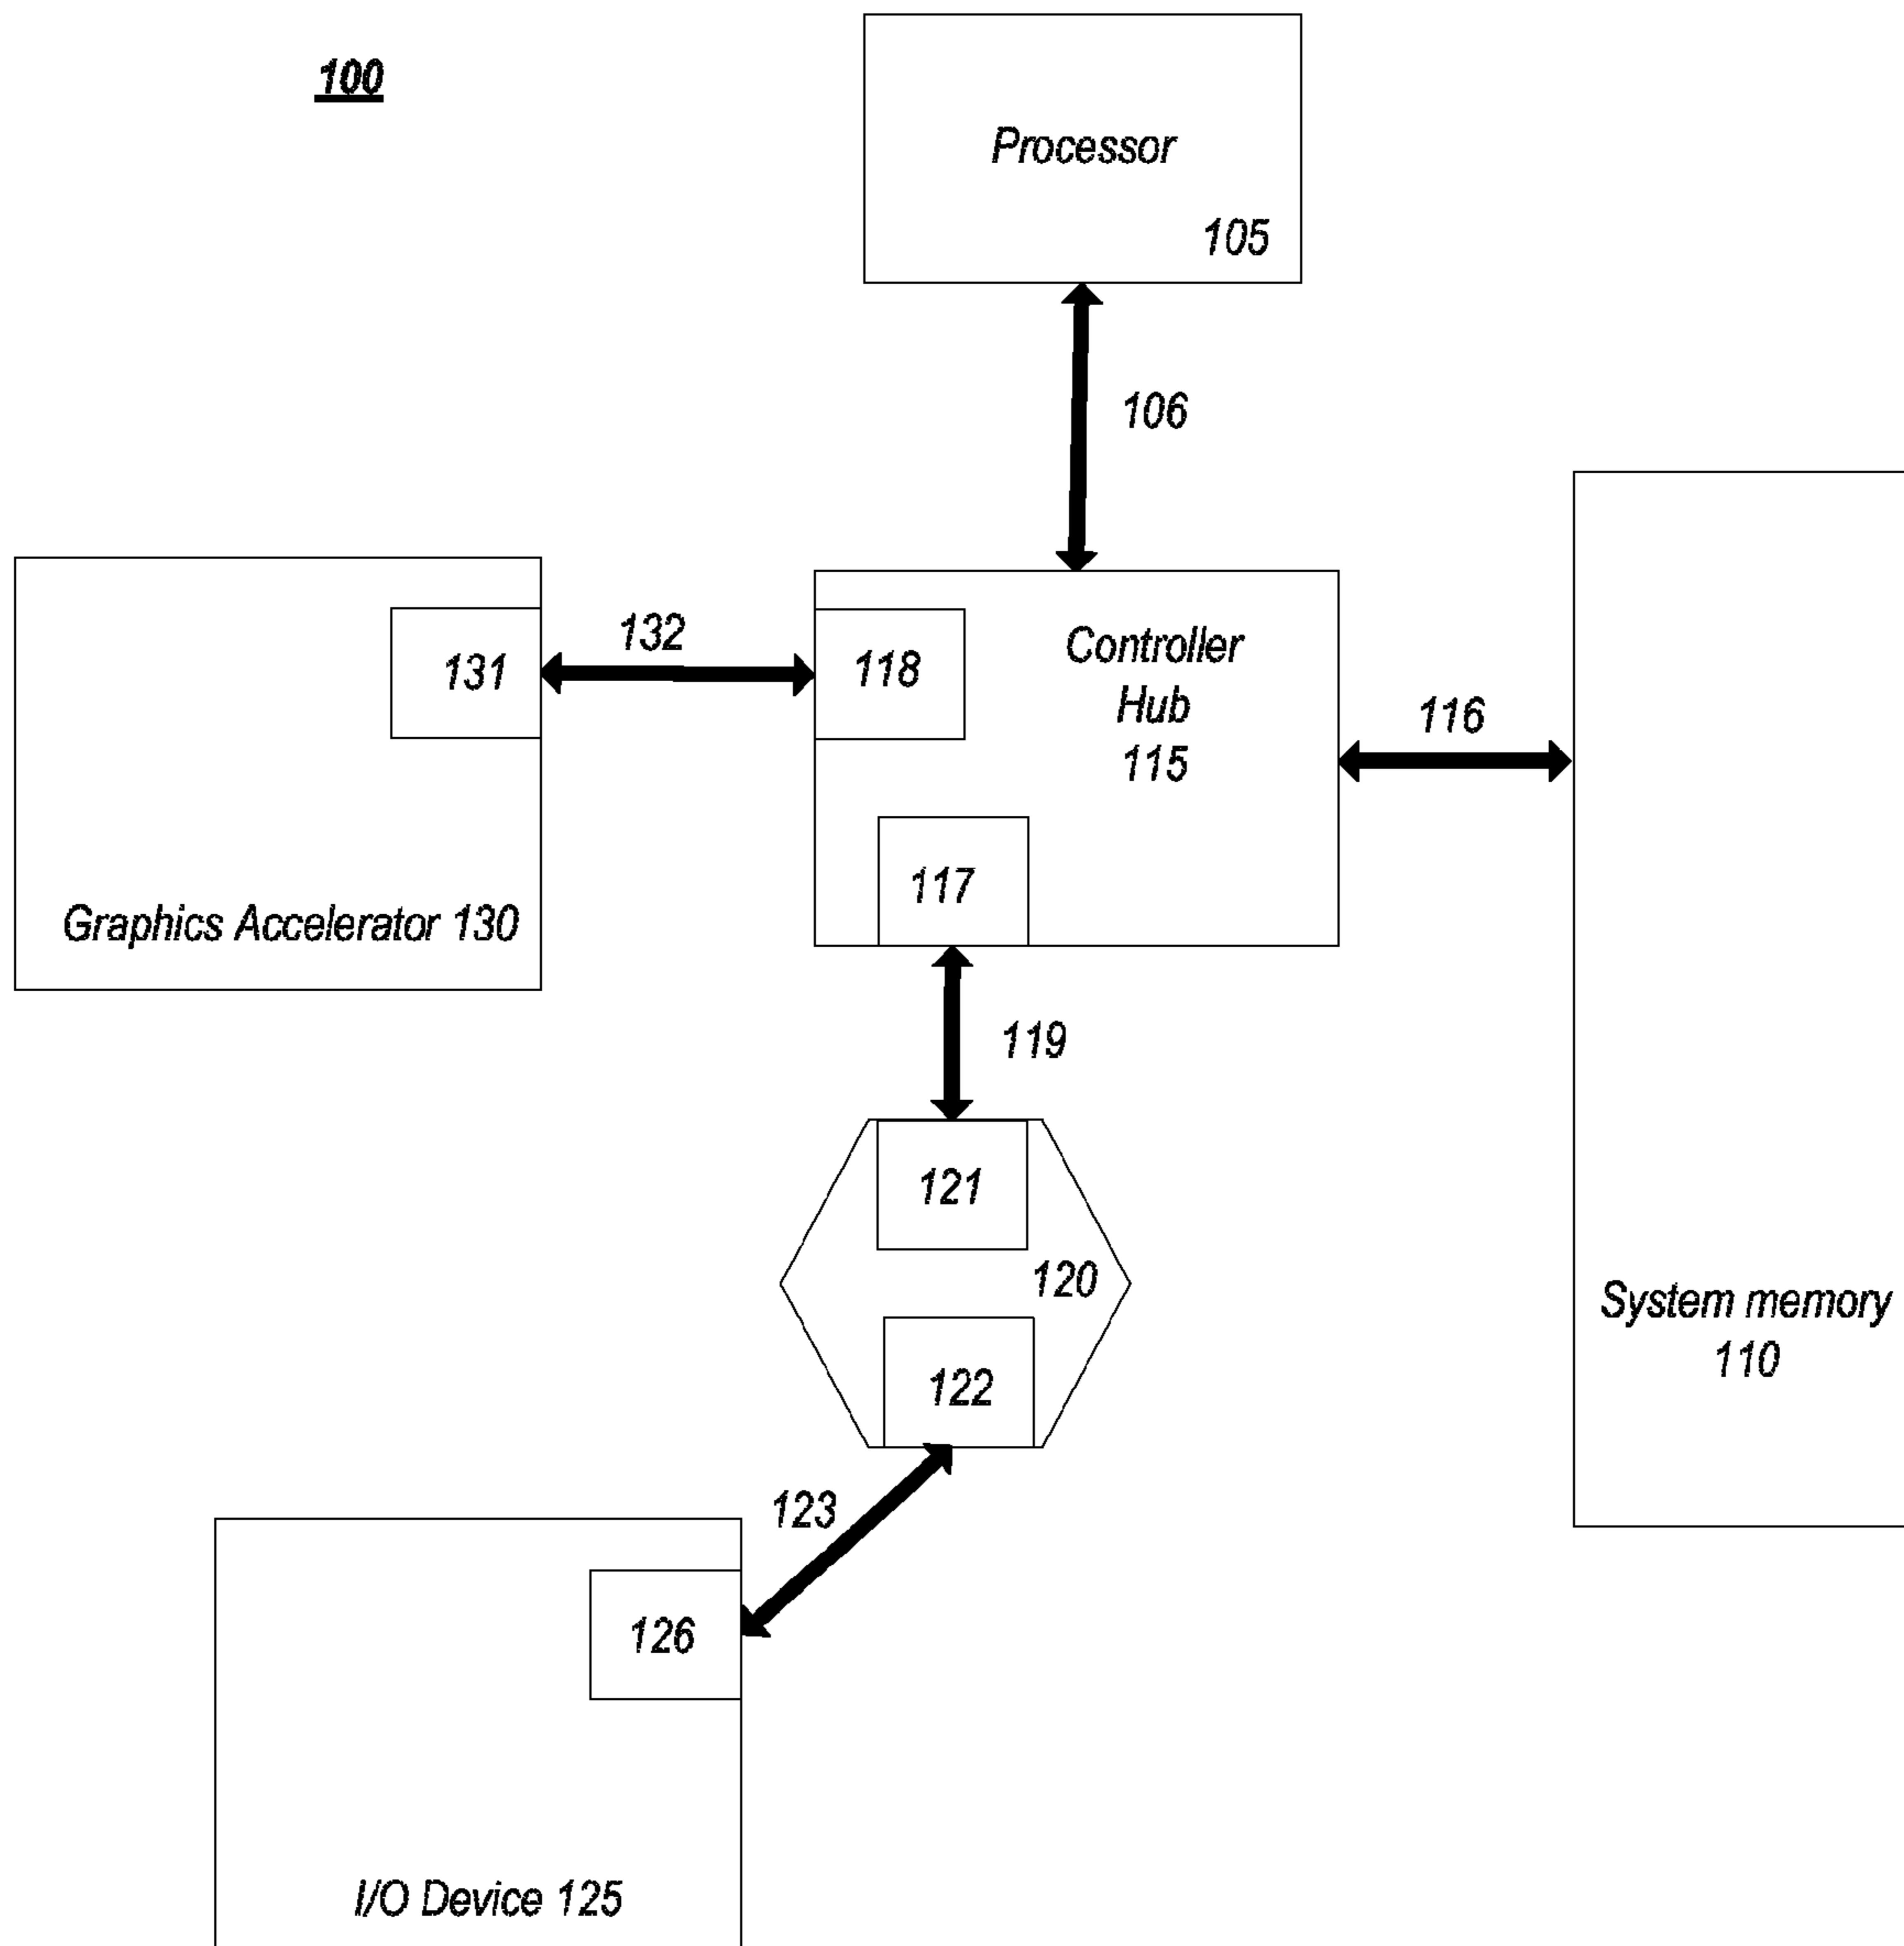 100
Processor
105
106
132
131
118
Controller
Hub
115
116
117
Graphics Accelerator 130
119
121
120
122
System memory
110
123
126
I/O Device 125